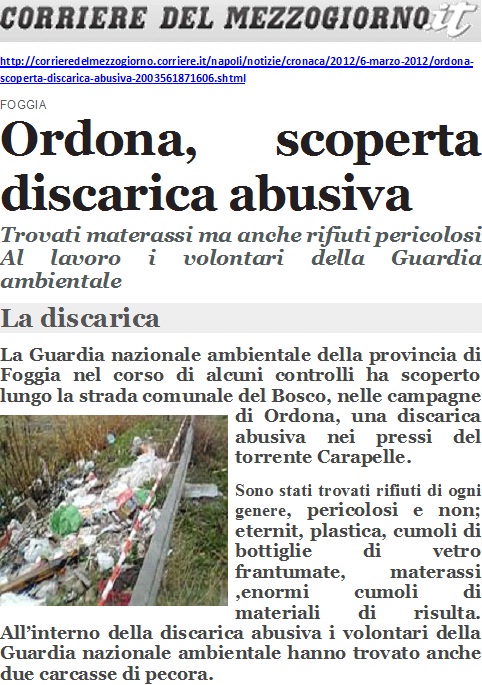 CORRIERE DEL MEZZOGIORNO.it
http://corrieredelmezzogiorno.corriere.it/napoli/notizie/cronaca/2012/6-marzo-2012/ordona-
scoperta-discarica-abusiva-2003561871606.shtml
FOGGIA
Ordona, scoperta
discarica abusiva
Trovati materassi ma anche rifiuti pericolosi
Al lavoro i volontari della Guardia
ambientale
La discarica
La Guardia nazionale ambientale della provincia di
Foggia nel corso di alcuni controlli ha scoperto
lungo la strada comunale del Bosco, nelle campagne
di Ordona, una discarica
abusiva nei pressi del
torrente Carapelle.
Sono stati trovati rifiuti di ogni
genere, pericolosi e non;
eternit, plastica, cumoli di
bottiglie di vetro
frantumate, materassi
,enormi cumoli di
materiali di risulta.
All'interno della discarica abusiva i volontari della
Guardia nazionale ambientale hanno trovato anche
due carcasse di pecora.